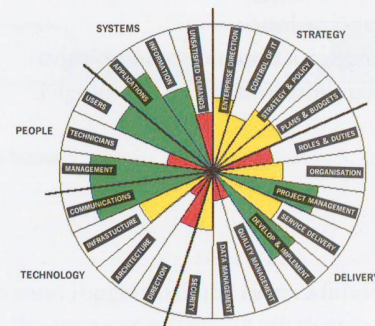 SYSTEMS
STRATEGY
PEOPLE
TECHNOLOGY
DELIVER
ENTERPRISE DIRECTION
CONTROL OF IT
STRATEGY & POLICY
PLANS & BUDGETS
ROLES & DUTIES
ORGANISATION
PROJECT MANAGEMENT
SERVICE DELIVERY
DEVELOP & IMPLEMENT
QUALITY MANAGEMENT
DATA MANAGEMENT
SECURITY
DIRECTION
ARCHITECTURE
INFRASTUCTURE
COMMUNICATIONS
MANAGEMENT
TECHNICIANS
USERS
APPLICATIONS
INFORMATION
UNSATISFIED DEMANDS